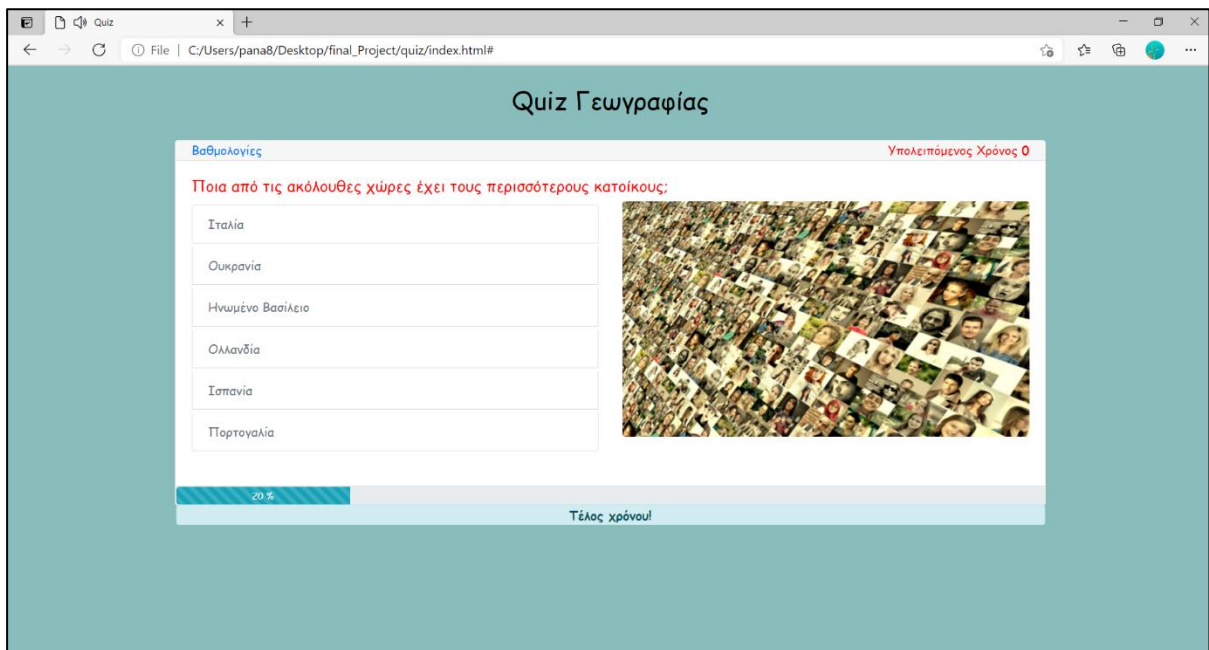 Quiz
File | C:/Users/pana8/Desktop/final_Project/quiz/index.html#
Quiz Γεωγραφίας
Βαθμολογίες
Υπολειπόμενος Χρόνος 0
Ποια από τις ακόλουθες χώρες έχει τους περισσότερους κατοίκους;
Ιταλία
Ουκρανία
Ηνωμένο Βασίλειο
Ολλανδία
Ισπανία
Πορτογαλία
20 %
Τέλος χρόνου!